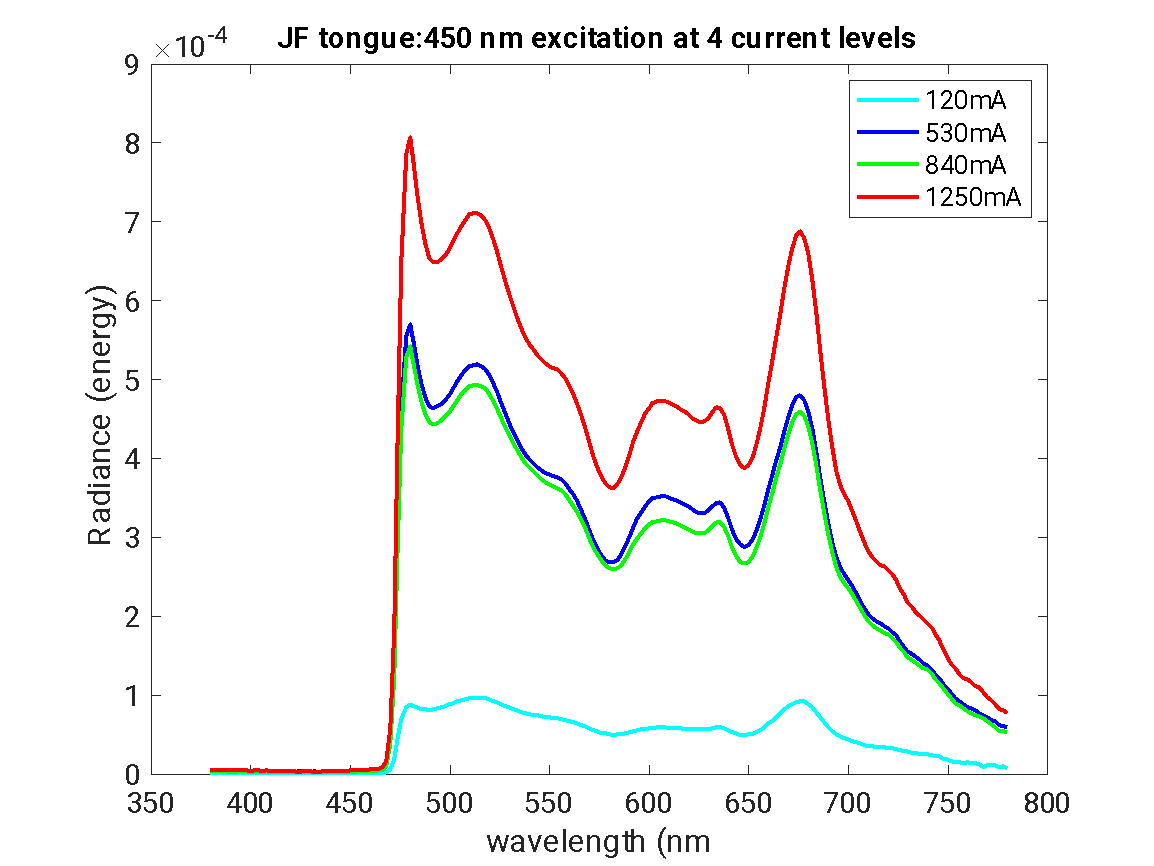 ×10-4
JF tongue:450 nm excitation at 4 current levels
9
8
7
6
5
4
3
2
1
0
Radiance (energy)
120mA
530mA
840mA
1250mA
350 400 450 500 550 600 650 700 750 800
wavelength (nm